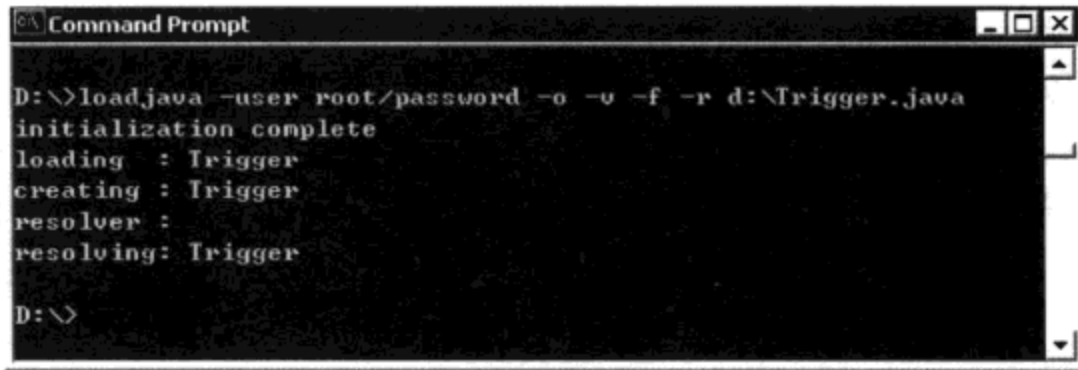 Command Prompt
D:\>loadjava -user root/password -o -v -f -r d:\Trigger.java
initialization complete
loading  : Trigger
creating : Trigger
resolver :
resolving: Trigger
D:\>